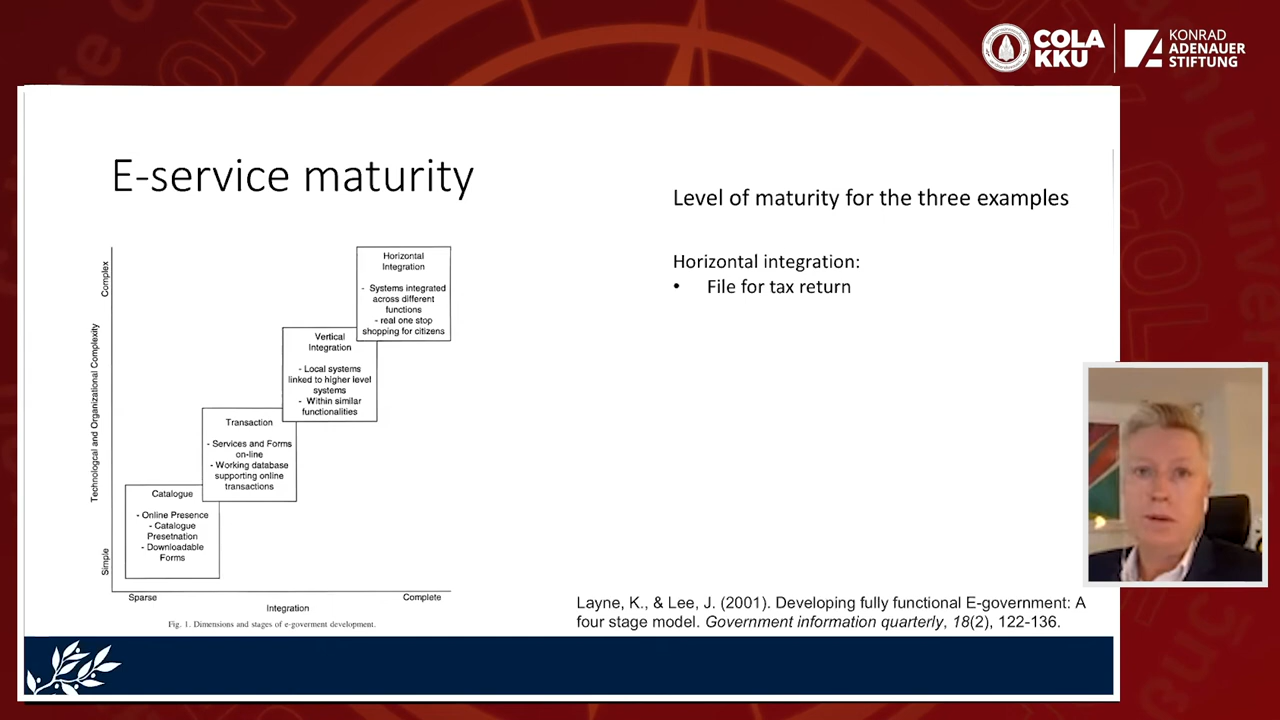 COLA
KKU
KONRAD
ADENAUER
STIFTUNG
E-service maturity
Level of maturity for the three examples
Horizontal integration:
• File for tax return
Complex
Technologcal and Organizational Complexity
Simple
Horizontal
Integration
- Systems integrated
across different
functions
- real one stop
shopping for citizens
Vertical
Integration
- Local systems
linked to higher level
systems
- Within similar
functionalities
Transaction
- Services and Forms
on-line
- Working database
supporting online
transactions
Catalogue
- Online Presence
- Catalogue
Presetnation
- Downloadable
Forms
Sparse
Complete
Integration
Fig. 1. Dimensions and stages of e-goverment development.
Layne, K., & Lee, J. (2001). Developing fully functional E-government: A
four stage model. Government information quarterly, 18(2), 122-136.